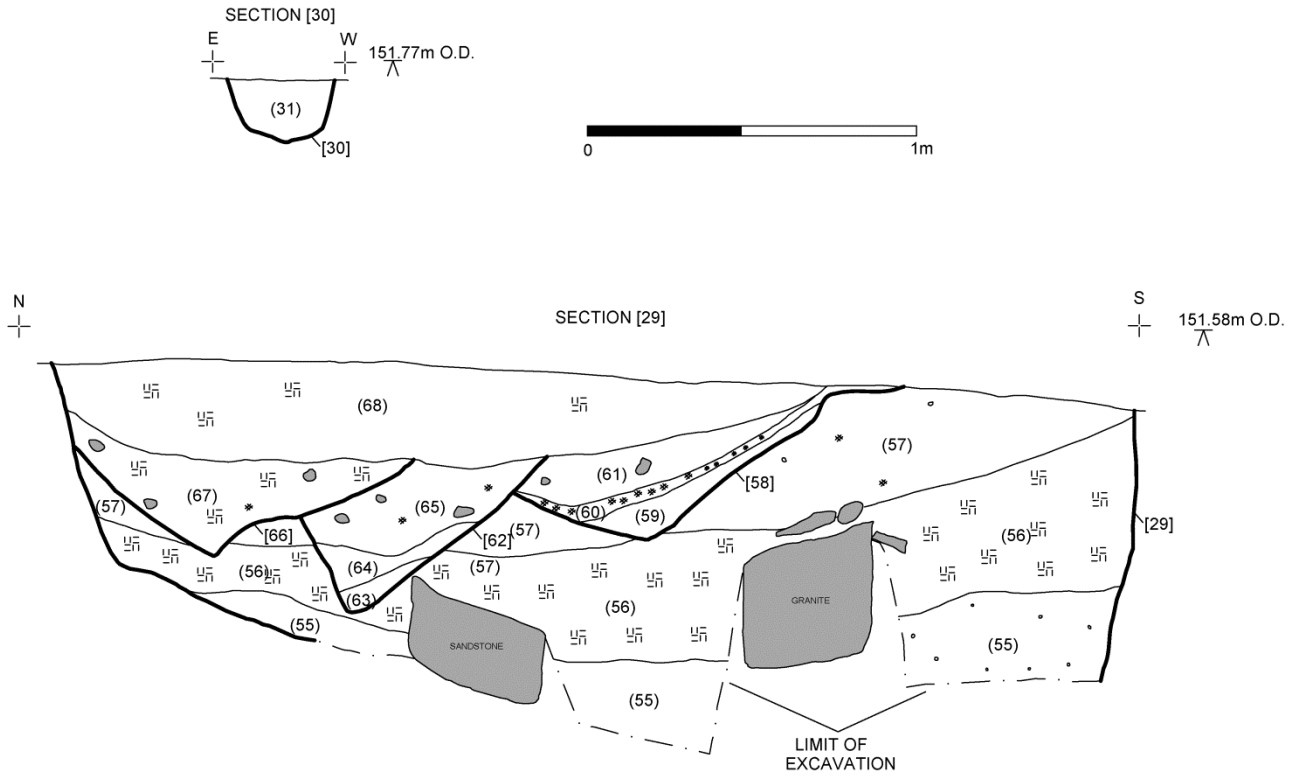 SECTION [30]
E
W
151.77m O.D.
(31)
[30]
0
1m
N
SECTION [29]
S
151.58m O.D.
(68)
(61)
(57)
[58]
(67)
(65)
(57)
[66]
[62]
(57)
(60)
(59)
[29]
(56)
(64)
(57)
(56)
(63)
(56)
GRANITE
(55)
SANDSTONE
(55)
(55)
LIMIT OF
EXCAVATION